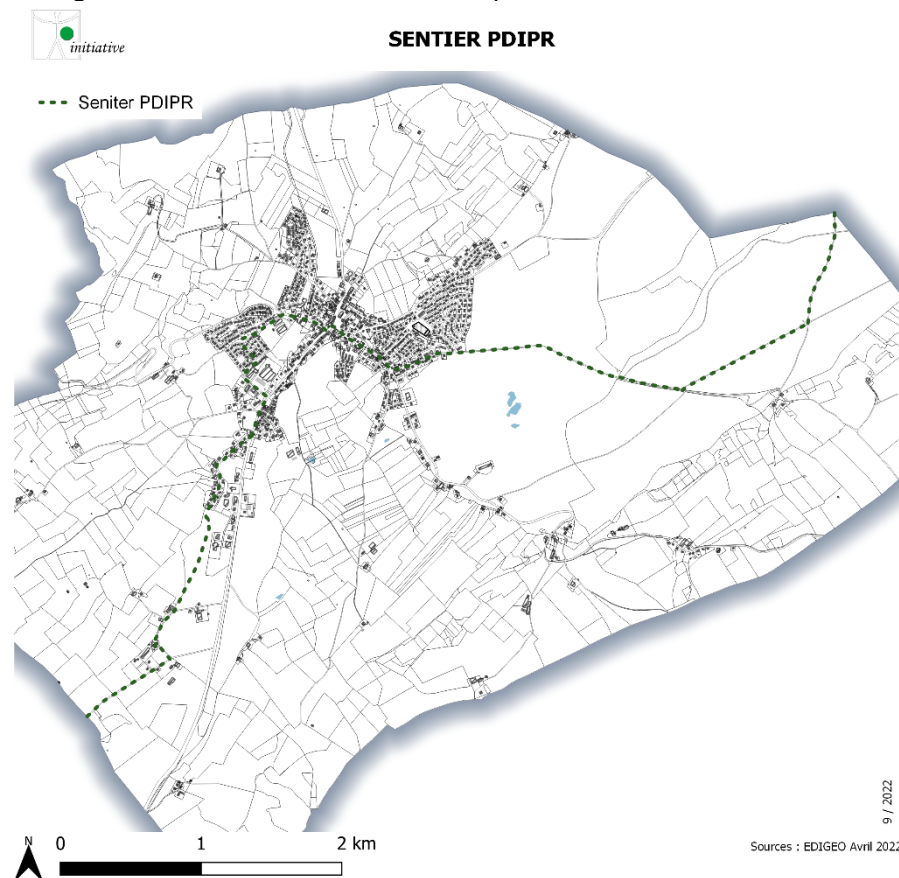 initiative
SENTIER PDIPR
Seniter PDIPR
9 / 2022
N
0 1 2 km
Sources : EDIGEO Avril 2022